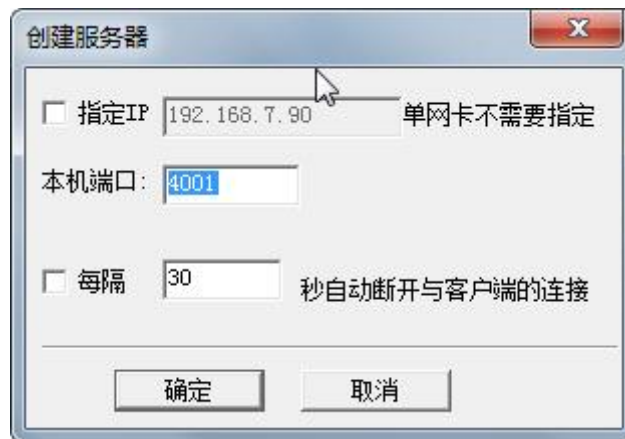 创建服务器
指定IP 192.168.7.90 单网卡不需要指定
本机端口: 4001
每隔 30 秒自动断开与客户端的连接
确定 取消